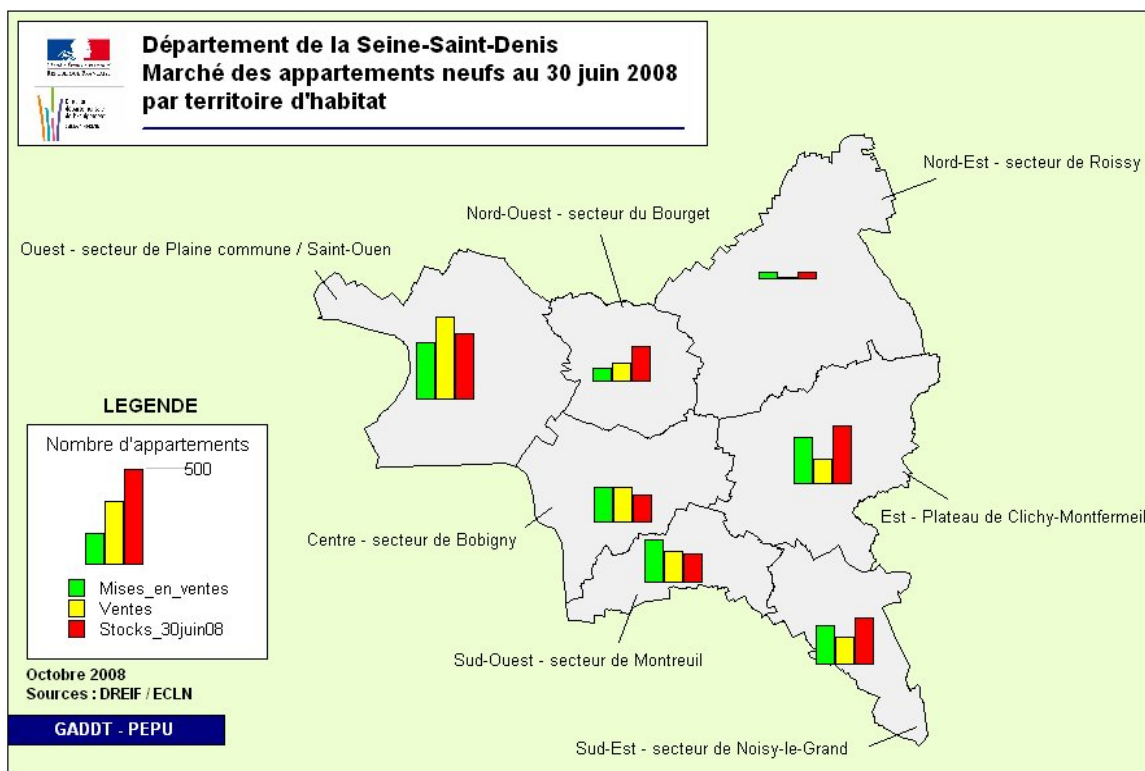 Département de la Seine-Saint-Denis
Marché des appartements neufs au 30 juin 2008
par territoire d'habitat
RÉPUBLIQUE FRANÇAISE
Nord-Est - secteur de Roissy
Nord-Ouest - secteur du Bourget
Ouest - secteur de Plaine commune / Saint-Ouen
LEGENDE
Nombre d'appartements
500
Mises_en_ventes
Ventes
Stocks_30juin08
Est - Plateau de Clichy-Montfermeil
Centre - secteur de Bobigny
Sud-Ouest - secteur de Montreuil
Sud-Est - secteur de Noisy-le-Grand
Octobre 2008
Sources : DREIF / ECLN
GADDT - PEPU